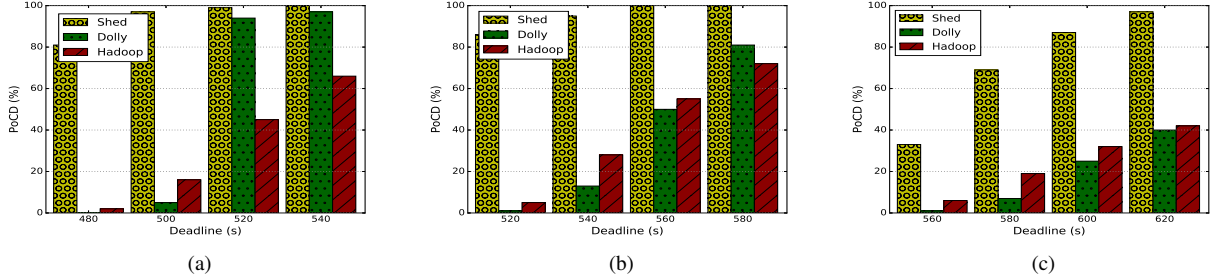 100
80
60
40
20
0
PoCD (%)
Shed
Dolly
Hadoop
480 500 520 540
Deadline (s)
(a)
100
80
60
40
20
0
PoCD (%)
Shed
Dolly
Hadoop
520 540 560 580
Deadline (s)
(b)
100
80
60
40
20
0
PoCD (%)
Shed
Dolly
Hadoop
560 580 600 620
Deadline (s)
(c)